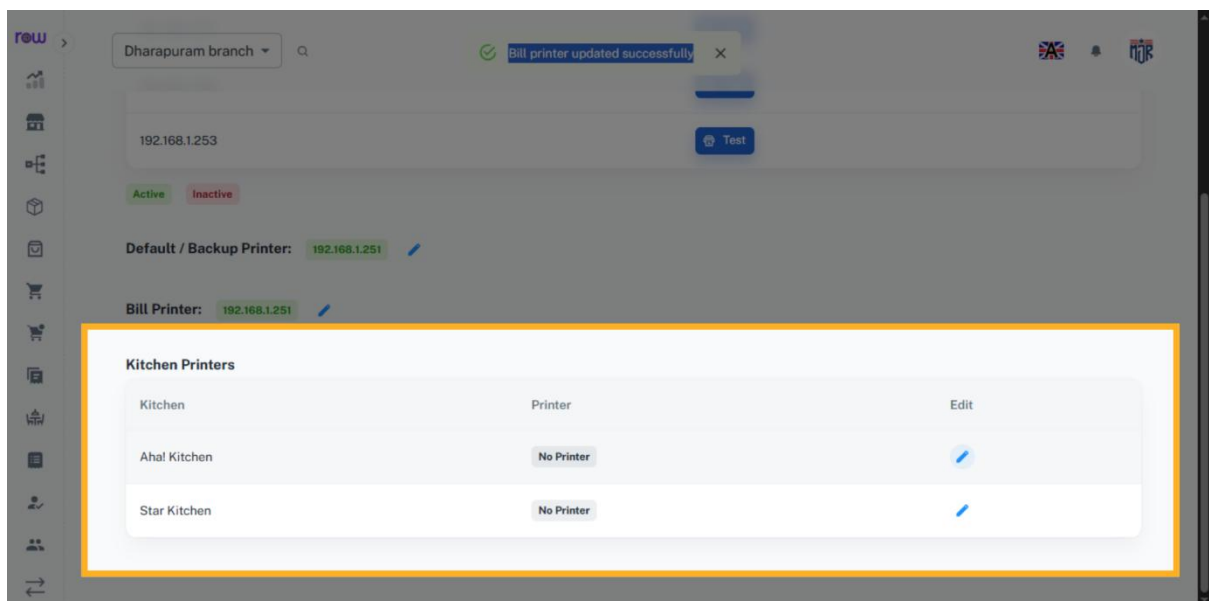 row
Dharapuram branch
Bill printer updated successfully
MJR
192.168.1.253
Test
Active Inactive
Default / Backup Printer: 192.168.1.251
Bill Printer: 192.168.1.251
Kitchen Printers
Kitchen Printer Edit
Aha! Kitchen No Printer
Star Kitchen No Printer